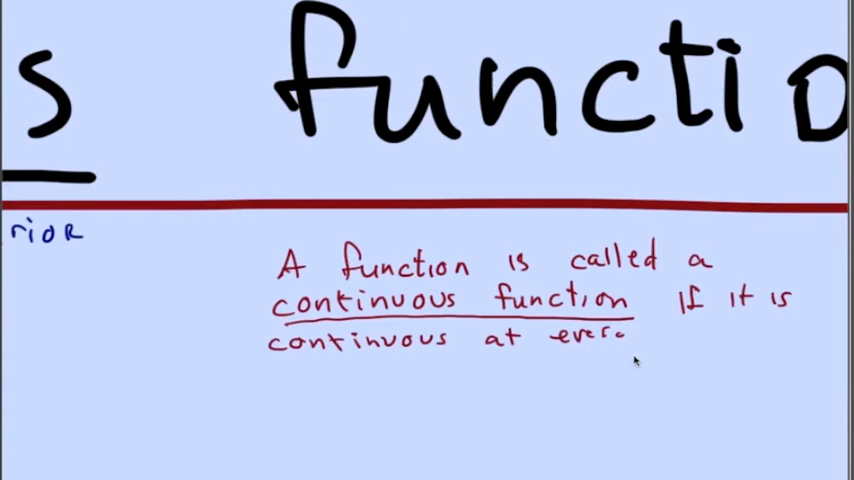 s functio
rior
A function is called a
continuous function if it is
continuous at